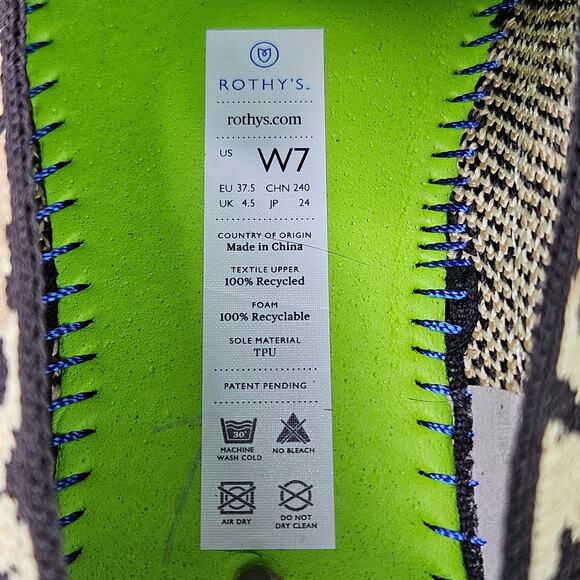 ROTHY'S™
rothys.com
US W7
EU 37.5 CHN 240
UK 4.5 JP 24
COUNTRY OF ORIGIN
Made in China
TEXTILE UPPER
100% Recycled
FOAM
100% Recyclable
SOLE MATERIAL
TPU
PATENT PENDING
30°
MACHINE WASH COLD
NO BLEACH
AIR DRY
DO NOT DRY CLEAN